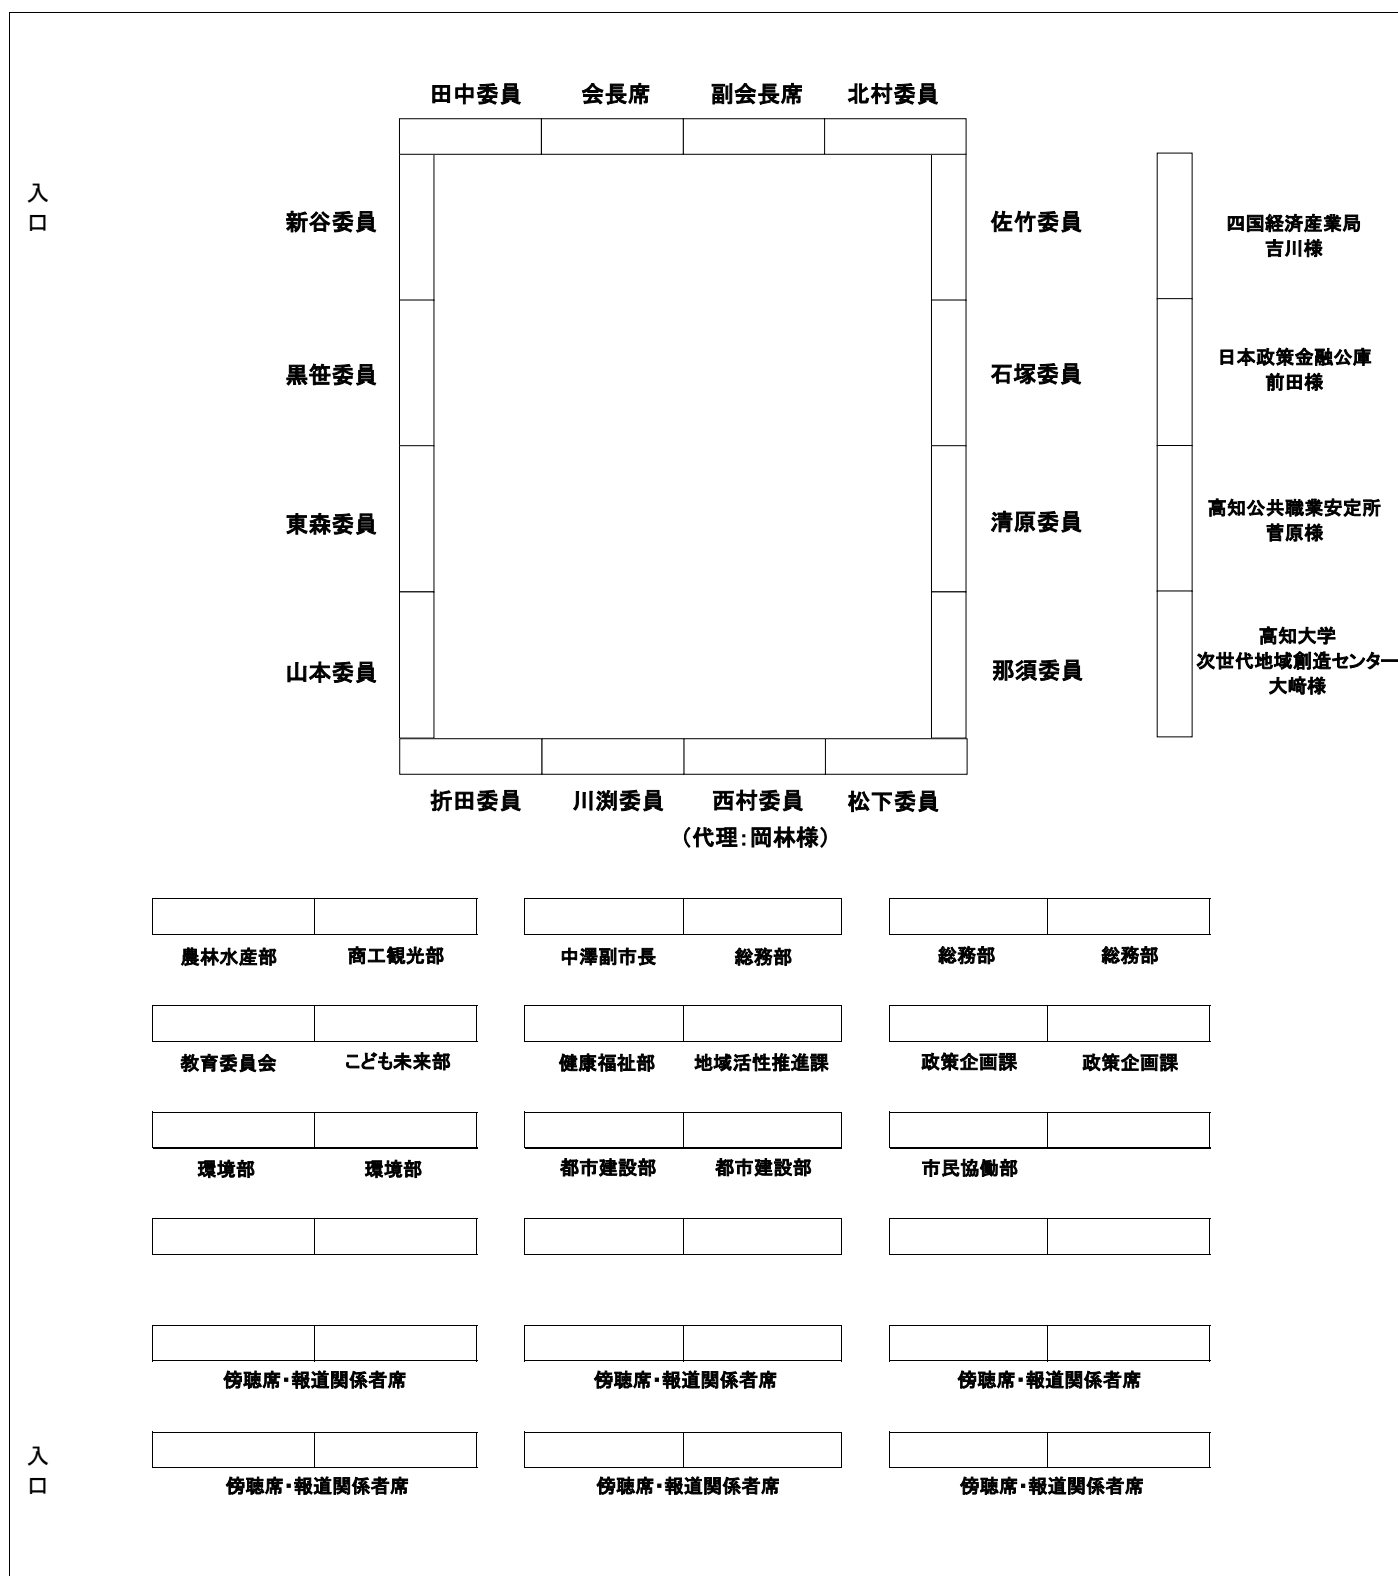 田中委員 会長席 副会長席 北村委員
入口
新谷委員 佐竹委員
四国経済産業局
吉川様
黒笹委員 石塚委員
日本政策金融公庫
前田様
東森委員 清原委員
高知公共職業安定所
菅原様
山本委員 那須委員
高知大学
次世代地域創造センター
大﨑様
折田委員 川渕委員 西村委員 松下委員
(代理:岡林様)
農林水産部 商工観光部 中澤副市長 総務部 総務部 総務部
教育委員会 こども未来部 健康福祉部 地域活性推進課 政策企画課 政策企画課
環境部 環境部 都市建設部 都市建設部 市民協働部
傍聴席・報道関係者席 傍聴席・報道関係者席 傍聴席・報道関係者席
入口
傍聴席・報道関係者席 傍聴席・報道関係者席 傍聴席・報道関係者席